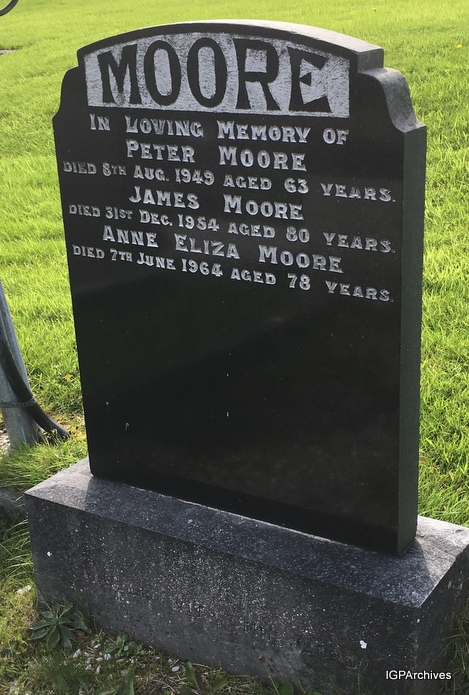 MOORE
IN LOVING MEMORY OF
PETER MOORE
DIED 8TH AUG. 1949 AGED 63 YEARS.
JAMES MOORE
DIED 31ST DEC. 1954 AGED 80 YEARS.
ANNE ELIZA MOORE
DIED 7TH JUNE 1964 AGED 78 YEARS.
IGPArchives